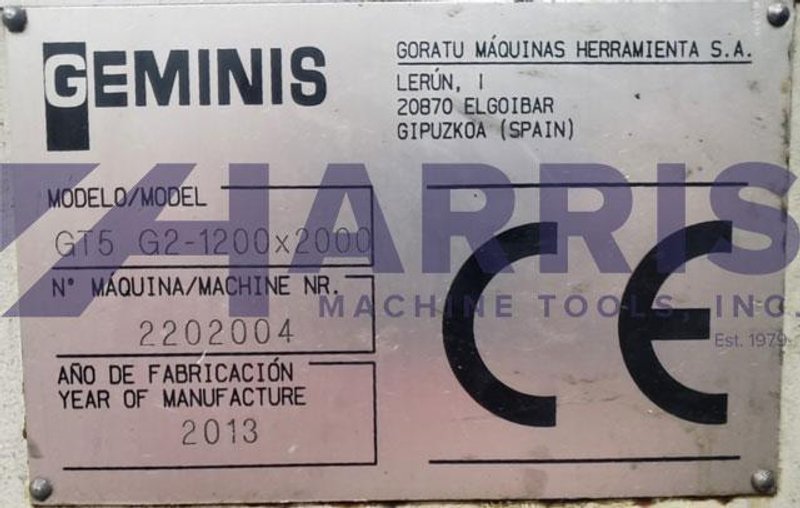 GEMINIS
GORATU MÁQUINAS HERRAMIENTA S.A.
LERÚN, 1
20870 ELGOIBAR
GIPUZKOA (SPAIN)
MODELO/MODEL
GT5 G2-1200x2000
N° MÁQUINA/MACHINE NR.
2202004
AÑO DE FABRICACIÓN
YEAR OF MANUFACTURE
2013
CE
HARRIS
MACHINE TOOLS, INC.
Est. 1979